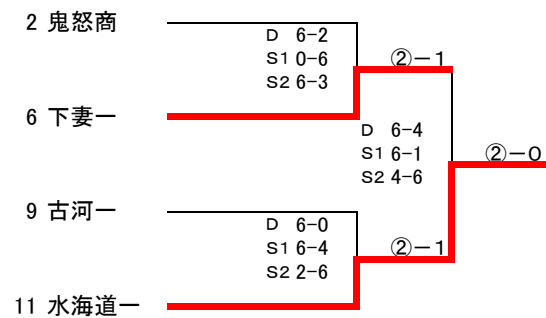 2 鬼怒商
D 6-2
S1 0-6
S2 6-3
②-1
6 下妻一
D 6-4
S1 6-1
S2 4-6
②-0
9 古河一
D 6-0
S1 6-4
S2 2-6
②-1
11 水海道一